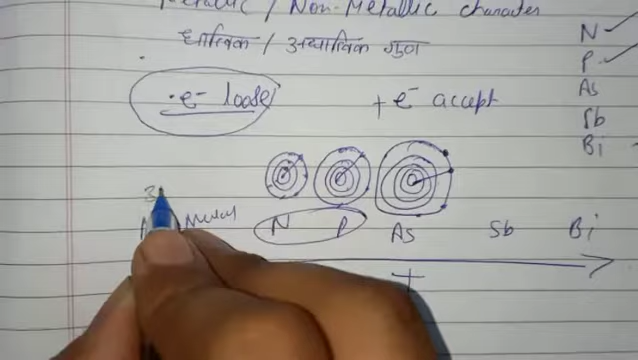 Metallic / Non-Metallic character
धात्विक / अधात्विक गुण
e⁻ loose
+ e⁻ accept
N
P
As
Sb
Bi
N P As Sb Bi
+